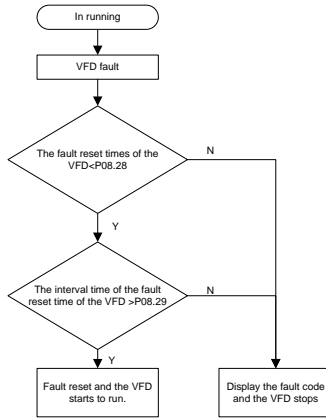 In running
VFD fault
The fault reset times of the
VFD<P08.28
N
Y
The interval time of the fault
reset time of the VFD >P08.29
N
Y
Fault reset and the VFD
starts to run.
Display the fault code
and the VFD stops